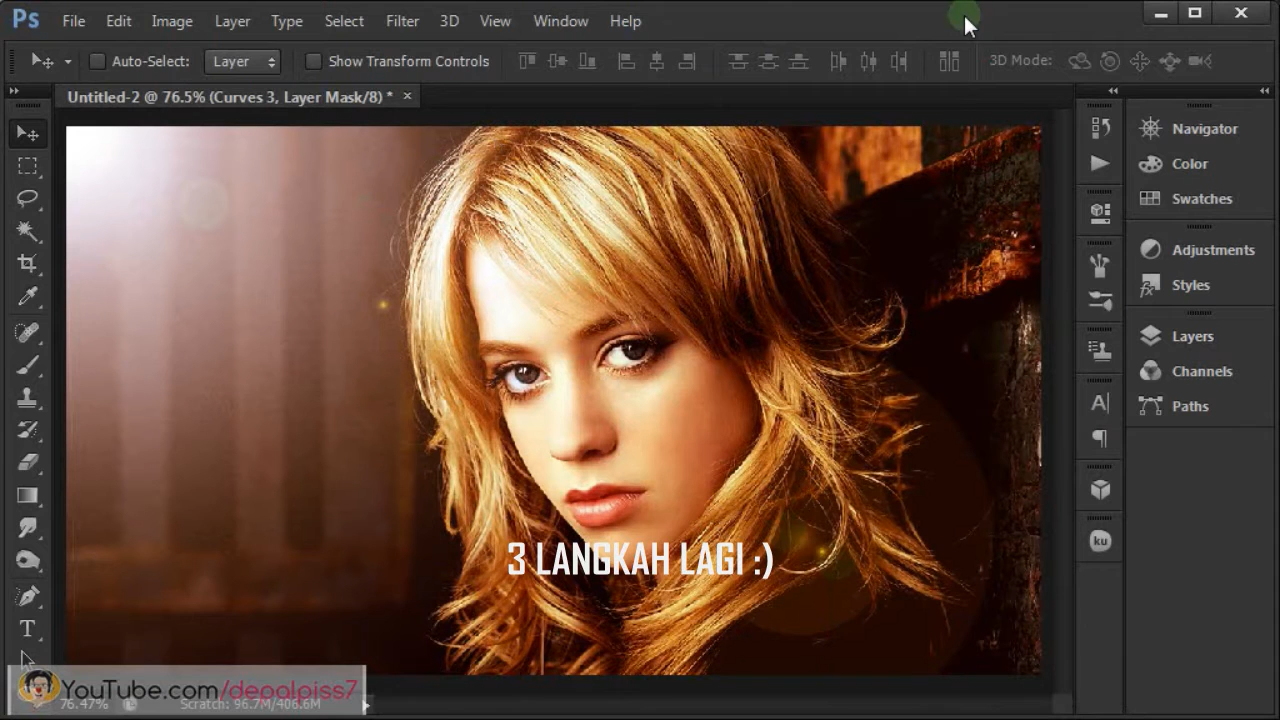 Ps File Edit Image Layer Type Select Filter 3D View Window Help
Auto-Select: Layer Show Transform Controls 3D Mode:
Untitled-2 @ 76.5% (Curves 3, Layer Mask/8) * ×
Navigator
Color
Swatches
Adjustments
Styles
Layers
Channels
Paths
A
ku
T
3 LANGKAH LAGI :)
YouTube.com/depalpiss7
76.47% Scratch: 96.7M/406.6M